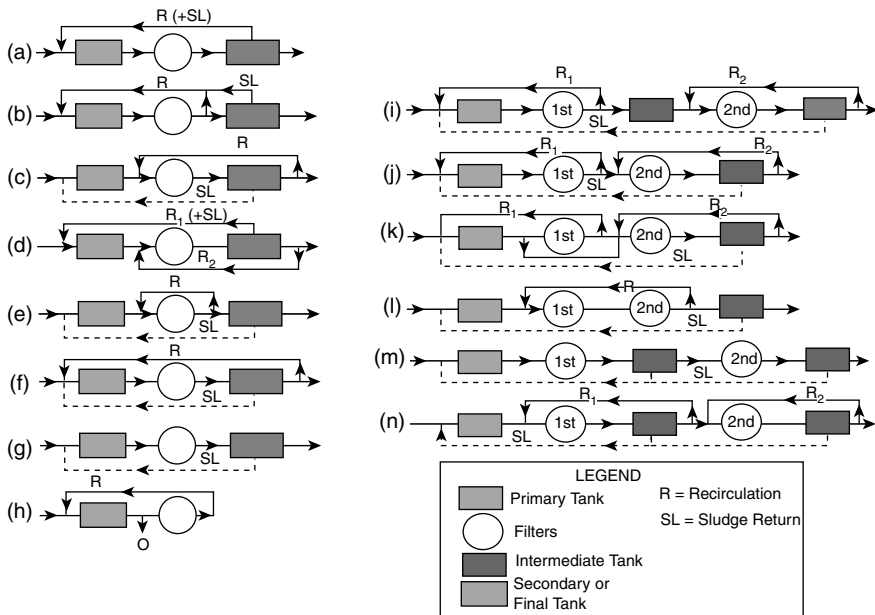 R (+SL)
(a)
R
SL
(b)
R
(c)
SL
R₁ (+SL)
(d)
R₂
R
(e)
SL
R
(f)
SL
(g)
SL
R
(h)
O
R₁
R₂
(i)
1st
2nd
SL
R₁
R₂
(j)
1st
2nd
SL
R₁
R₂
(k)
1st
2nd
SL
R
(l)
1st
2nd
SL
(m)
1st
2nd
SL
R₁
R₂
(n)
1st
2nd
SL
LEGEND
Primary Tank
R = Recirculation
SL = Sludge Return
Filters
Intermediate Tank
Secondary or
Final Tank